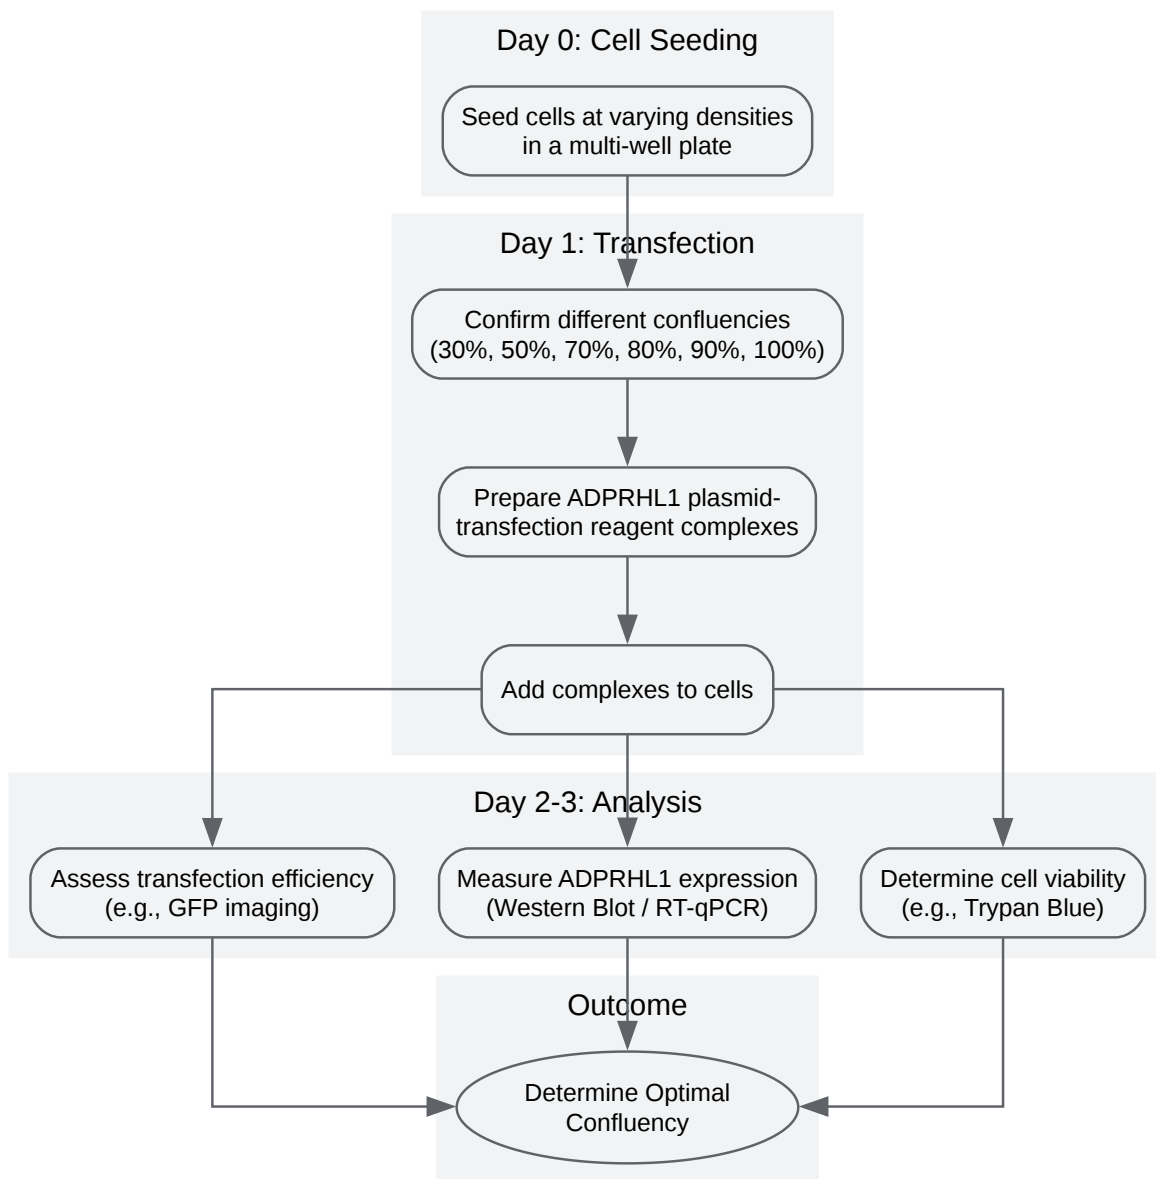 Day 0: Cell Seeding
Seed cells at varying densities
in a multi-well plate
Day 1: Transfection
Confirm different confluencies
(30%, 50%, 70%, 80%, 90%, 100%)
Prepare ADPRHL1 plasmid-
transfection reagent complexes
Add complexes to cells
Day 2-3: Analysis
Assess transfection efficiency
(e.g., GFP imaging)
Measure ADPRHL1 expression
(Western Blot / RT-qPCR)
Determine cell viability
(e.g., Trypan Blue)
Outcome
Determine Optimal
Confluency